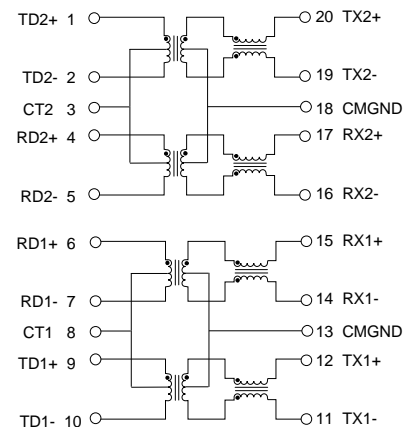 TD2+ 1
20 TX2+
TD2- 2
19 TX2-
CT2 3
18 CMGND
RD2+ 4
17 RX2+
RD2- 5
16 RX2-
RD1+ 6
15 RX1+
RD1- 7
14 RX1-
CT1 8
13 CMGND
TD1+ 9
12 TX1+
TD1- 10
11 TX1-